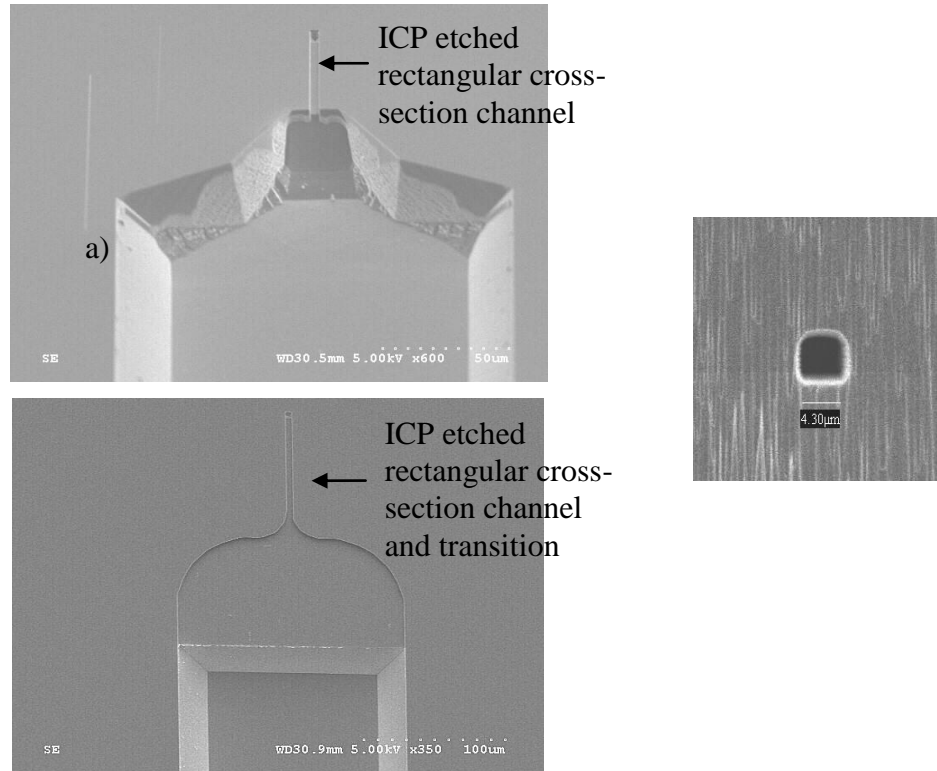 ICP etched
rectangular cross-
section channel
a)
SE WD30.5mm 5.00kV x600 50um
4.30µm
ICP etched
rectangular cross-
section channel
and transition
SE WD30.9mm 5.00kV x350 100um